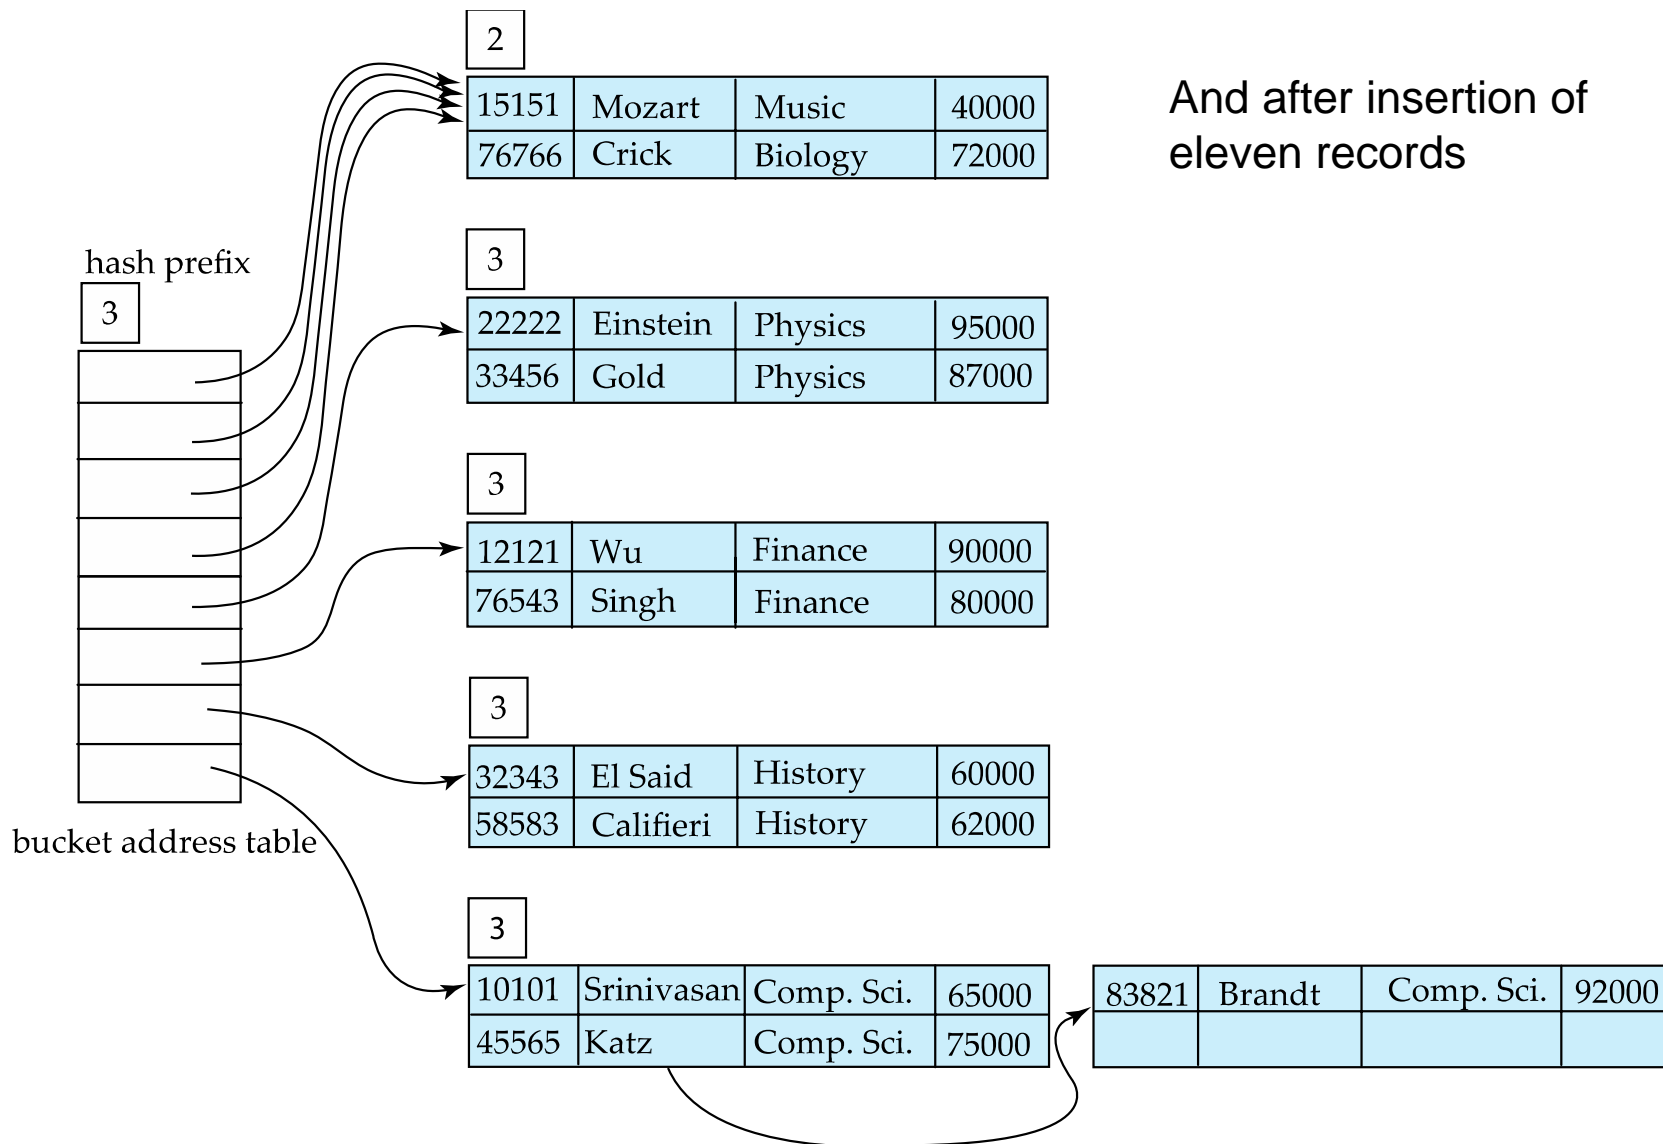 And after insertion of
eleven records
hash prefix
3
bucket address table
2
15151 Mozart Music 40000
76766 Crick Biology 72000
3
22222 Einstein Physics 95000
33456 Gold Physics 87000
3
12121 Wu Finance 90000
76543 Singh Finance 80000
3
32343 El Said History 60000
58583 Califieri History 62000
3
10101 Srinivasan Comp. Sci. 65000
45565 Katz Comp. Sci. 75000
83821 Brandt Comp. Sci. 92000